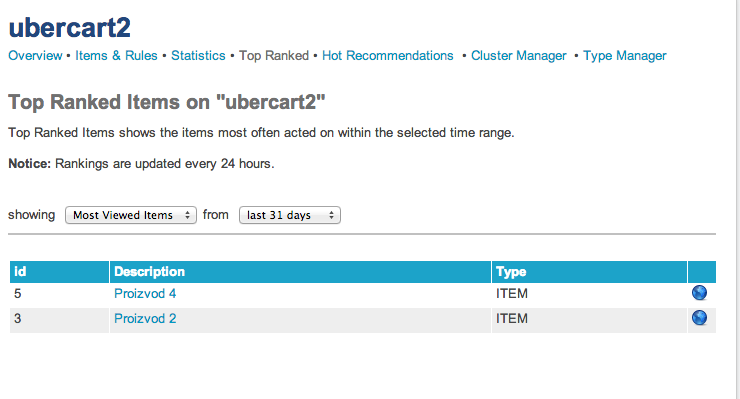 ubercart2
Overview • Items & Rules • Statistics • Top Ranked • Hot Recommendations • Cluster Manager • Type Manager
Top Ranked Items on "ubercart2"
Top Ranked Items shows the items most often acted on within the selected time range.
Notice: Rankings are updated every 24 hours.
showing Most Viewed Items from last 31 days
Id Description Type
5 Proizvod 4 ITEM
3 Proizvod 2 ITEM